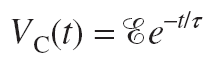 V_C(t) = ℰe^{-t/τ}